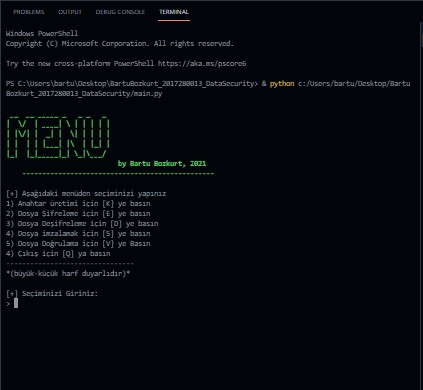 PROBLEMS OUTPUT DEBUG CONSOLE TERMINAL
Windows PowerShell
Copyright (C) Microsoft Corporation. All rights reserved.
Try the new cross-platform PowerShell https://aka.ms/pscore6
PS C:\Users\bartu\Desktop\BartuBozkurt_2017280013_DataSecurity> & python c:/Users/bartu/Desktop/Bartu
Bozkurt_2017280013_DataSecurity/main.py
MENU
by Bartu Bozkurt, 2021
------------------------------------------------
[+] Aşağıdaki menüden seçiminizi yapınız
1) Anahtar üretimi için [K] ye basın
2) Dosya Şifreleme için [E] ye basın
3) Dosya Deşifreleme için [D] ye basın
4) Dosya imzalamak için [S] ye basın
5) Dosya Doğrulama için [V] ye Basın
4) Çıkış için [Q] ya basın
--------------------------------
*(büyük-küçük harf duyarlıdır)*
[+] Seçiminizi Giriniz:
>